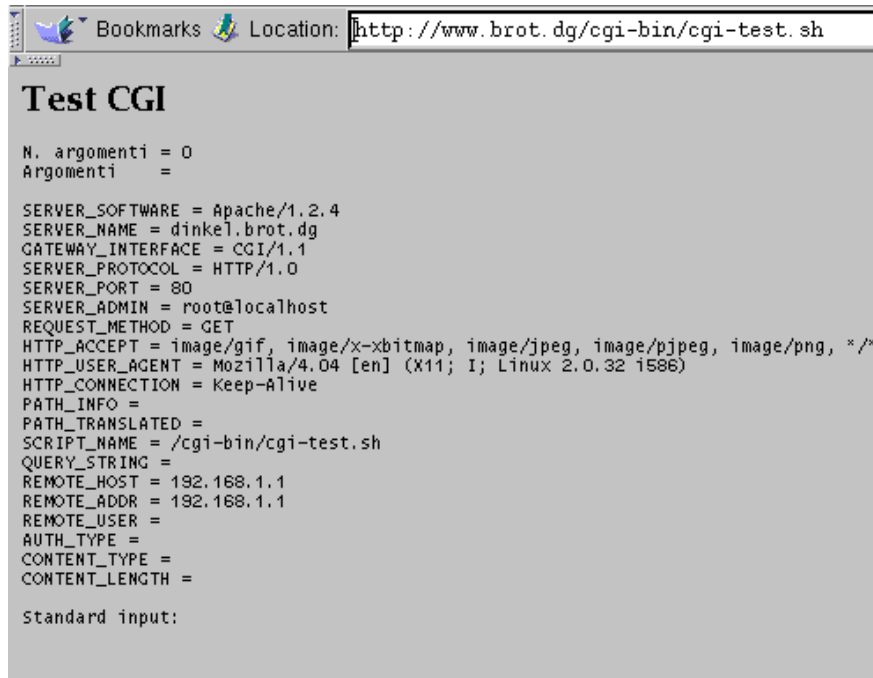 Bookmarks Location: http://www.brot.dg/cgi-bin/cgi-test.sh
Test CGI
N. argomenti = 0
Argomenti    =
SERVER_SOFTWARE = Apache/1.2.4
SERVER_NAME = dinkel.brot.dg
GATEWAY_INTERFACE = CGI/1.1
SERVER_PROTOCOL = HTTP/1.0
SERVER_PORT = 80
SERVER_ADMIN = root@localhost
REQUEST_METHOD = GET
HTTP_ACCEPT = image/gif, image/x-xbitmap, image/jpeg, image/pjpeg, image/png, */*
HTTP_USER_AGENT = Mozilla/4.04 [en] (X11; I; Linux 2.0.32 i586)
HTTP_CONNECTION = Keep-Alive
PATH_INFO =
PATH_TRANSLATED =
SCRIPT_NAME = /cgi-bin/cgi-test.sh
QUERY_STRING =
REMOTE_HOST = 192.168.1.1
REMOTE_ADDR = 192.168.1.1
REMOTE_USER =
AUTH_TYPE =
CONTENT_TYPE =
CONTENT_LENGTH =
Standard input: